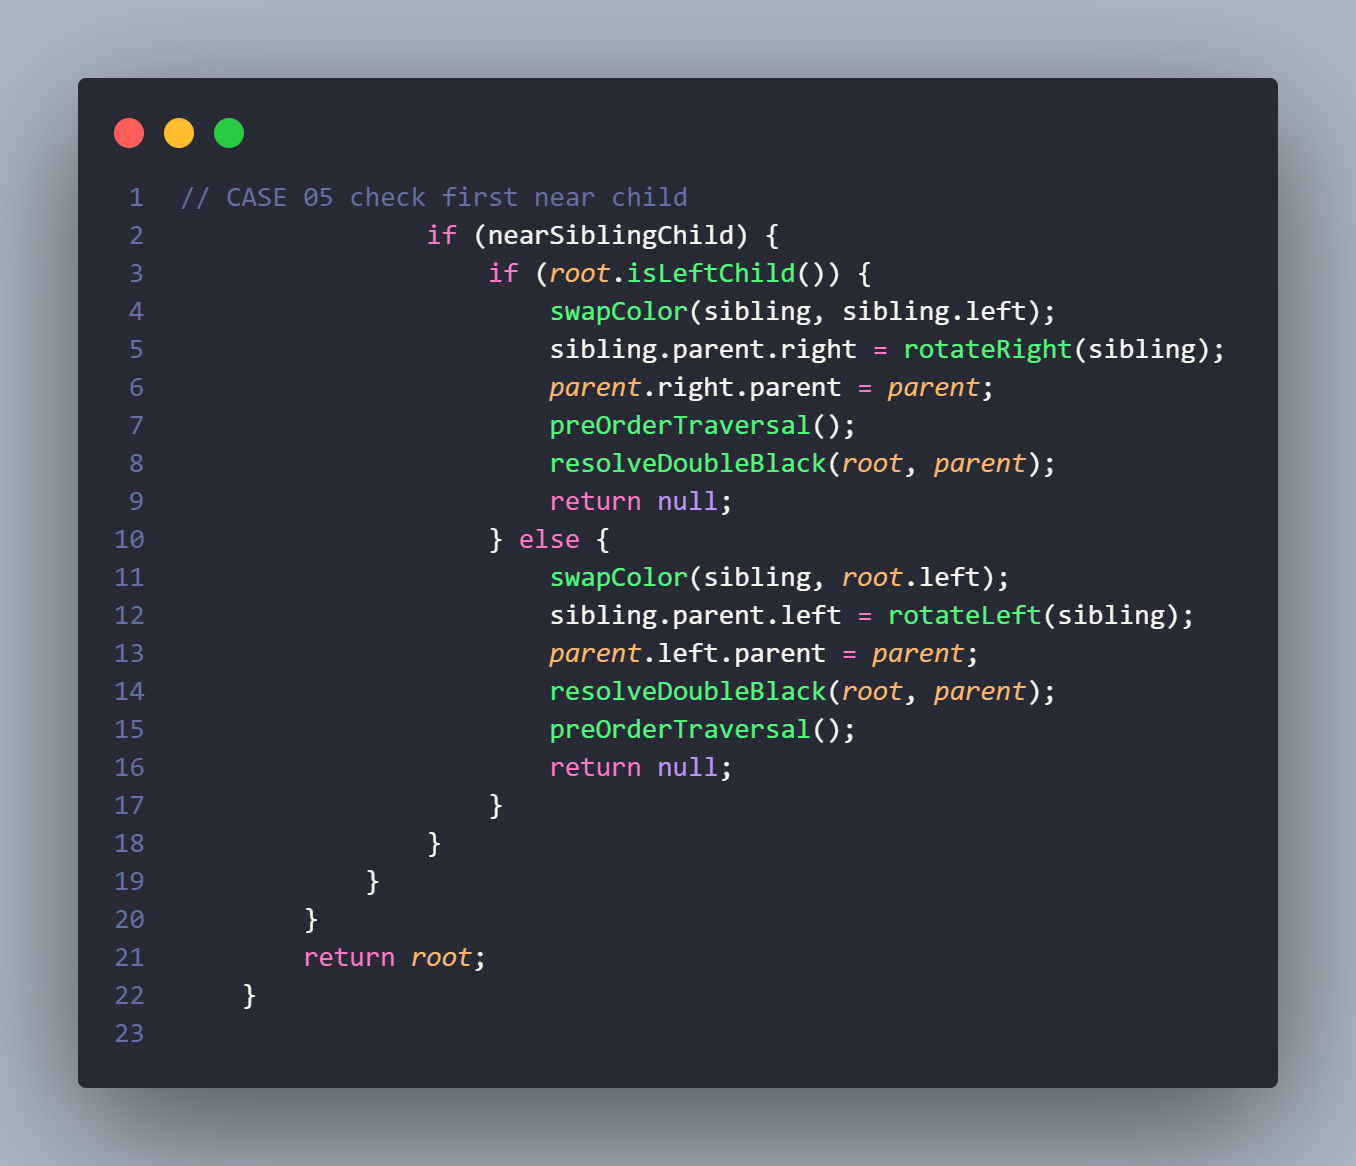 1 // CASE 05 check first near child
2                 if (nearSiblingChild) {
3                     if (root.isLeftChild()) {
4                         swapColor(sibling, sibling.left);
5                         sibling.parent.right = rotateRight(sibling);
6                         parent.right.parent = parent;
7                         preOrderTraversal();
8                         resolveDoubleBlack(root, parent);
9                         return null;
10                     } else {
11                         swapColor(sibling, root.left);
12                         sibling.parent.left = rotateLeft(sibling);
13                         parent.left.parent = parent;
14                         resolveDoubleBlack(root, parent);
15                         preOrderTraversal();
16                         return null;
17                     }
18                 }
19             }
20         }
21         return root;
22     }
23